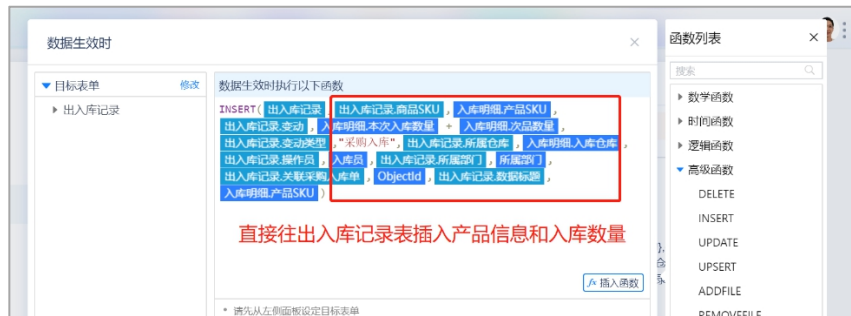 数据生效时
×
函数列表
×
目标表单
修改
出入库记录
数据生效时执行以下函数
INSERT( 出入库记录 , 出入库记录.商品SKU , 入库明细.产品SKU ,
出入库记录.变动 , 入库明细.本次入库数量 + 入库明细.次品数量 ,
出入库记录.变动类型 ,"采购入库", 出入库记录.所属仓库 , 入库明细.入库仓库 ,
出入库记录.操作员 , 入库员 , 出入库记录.所属部门 , 所属部门 ,
出入库记录.关联采购入库单 , ObjectId , 出入库记录.数据标题 ,
入库明细.产品SKU )
直接往出入库记录表插入产品信息和入库数量
fx 插入函数
请先从左侧面板设定目标表单
搜索
数学函数
时间函数
逻辑函数
高级函数
DELETE
INSERT
UPDATE
UPSERT
ADDFILE
REMOVEFILE